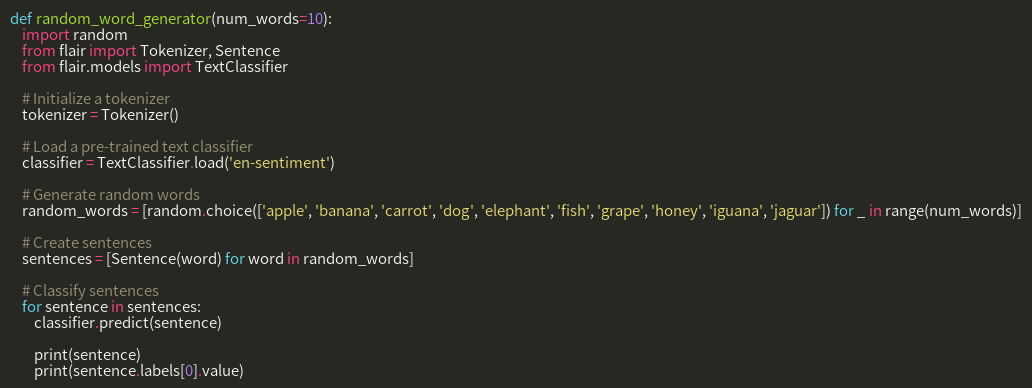 def random_word_generator(num_words=10):
    import random
    from flair import Tokenizer, Sentence
    from flair.models import TextClassifier

    # Initialize a tokenizer
    tokenizer = Tokenizer()

    # Load a pre-trained text classifier
    classifier = TextClassifier.load('en-sentiment')

    # Generate random words
    random_words = [random.choice(['apple', 'banana', 'carrot', 'dog', 'elephant', 'fish', 'grape', 'honey', 'iguana', 'jaguar']) for _ in range(num_words)]

    # Create sentences
    sentences = [Sentence(word) for word in random_words]

    # Classify sentences
    for sentence in sentences:
        classifier.predict(sentence)

        print(sentence)
        print(sentence.labels[0].value)